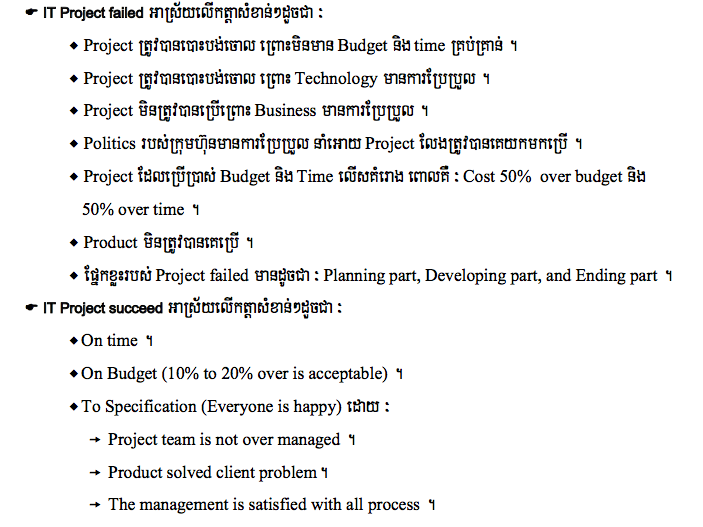 ☛ IT Project failed អាស្រ័យលើកត្តាសំខាន់ៗដូចជា ៖
◆ Project ត្រូវបានបោះបង់ចោល ព្រោះមិនមាន Budget និង time គ្រប់គ្រាន់ ។
◆ Project ត្រូវបានបោះបង់ចោល ព្រោះ Technology មានការប្រែប្រួល ។
◆ Project មិនត្រូវបានប្រើព្រោះ Business មានការប្រែប្រួល ។
◆ Politics របស់ក្រុមហ៊ុនមានការប្រែប្រួល នាំអោយ Project លែងត្រូវបានគេយកមកប្រើ ។
◆ Project ដែលប្រើប្រាស់ Budget និង Time លើសគំរោង ពោលគឺ ៖ Cost 50% over budget និង
50% over time ។
◆ Product មិនត្រូវបានគេប្រើ ។
◆ ផ្នែកខ្លះរបស់ Project failed មានដូចជា ៖ Planning part, Developing part, and Ending part ។
☛ IT Project succeed អាស្រ័យលើកត្តាសំខាន់ៗដូចជា ៖
◆ On time ។
◆ On Budget (10% to 20% over is acceptable) ។
◆ To Specification (Everyone is happy) ដោយ ៖
→ Project team is not over managed ។
→ Product solved client problem ។
→ The management is satisfied with all process ។